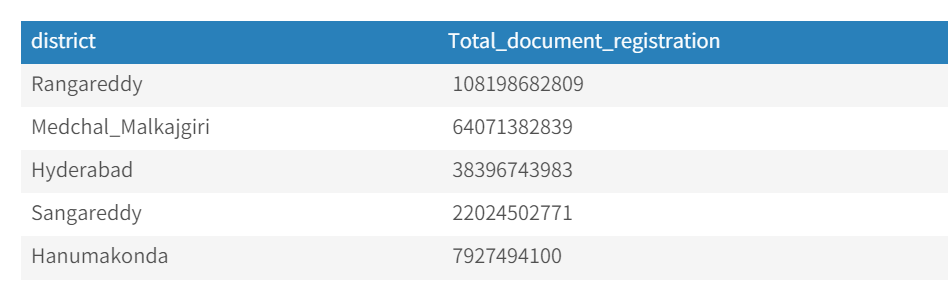 district Total_document_registration
Rangareddy 108198682809
Medchal_Malkajgiri 64071382839
Hyderabad 38396743983
Sangareddy 22024502771
Hanumakonda 7927494100